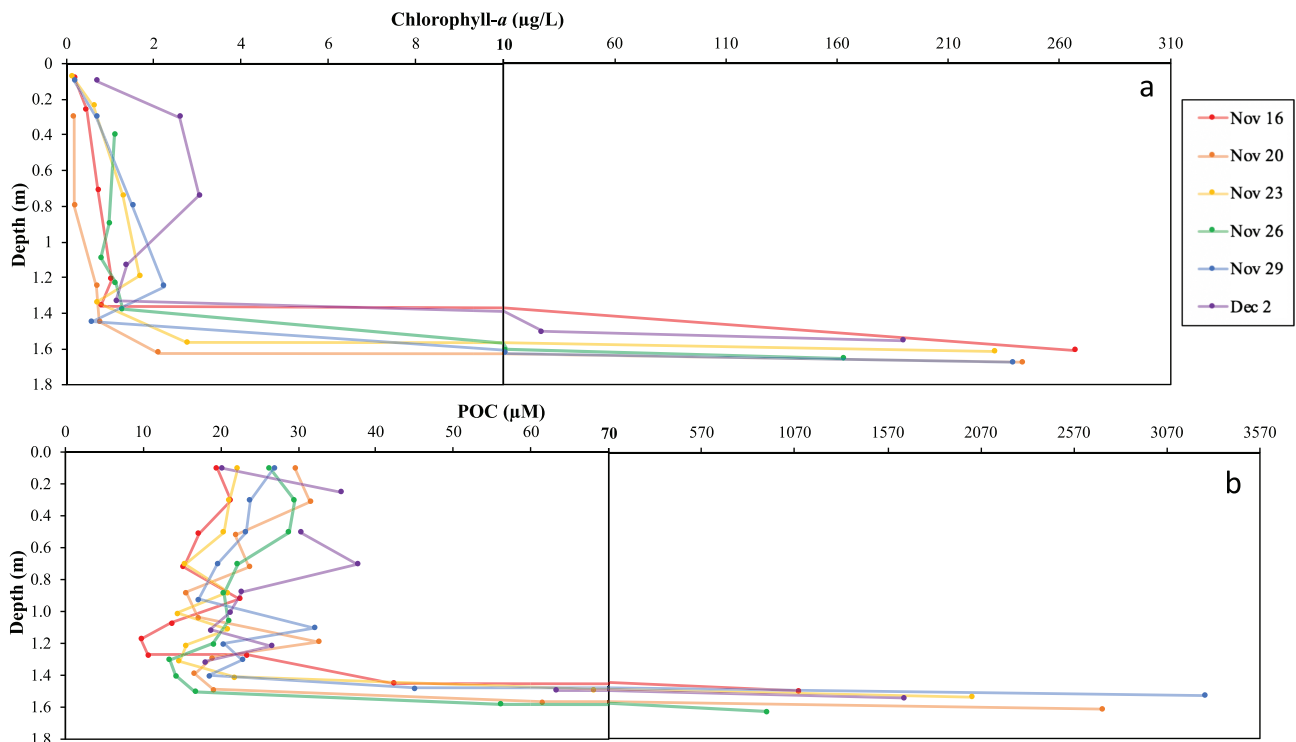 Chlorophyll-a (µg/L)
0 2 4 6 8 10 60 110 160 210 260 310
a
Depth (m)
0
0.2
0.4
0.6
0.8
1
1.2
1.4
1.6
1.8
Nov 16
Nov 20
Nov 23
Nov 26
Nov 29
Dec 2
POC (µM)
0 10 20 30 40 50 60 70 570 1070 1570 2070 2570 3070 3570
b
Depth (m)
0.0
0.2
0.4
0.6
0.8
1.0
1.2
1.4
1.6
1.8